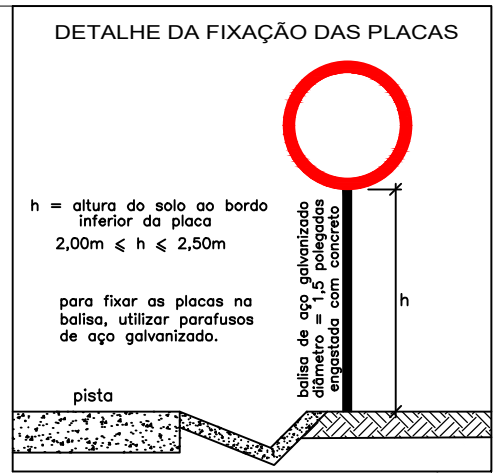 DETALHE DA FIXAÇÃO DAS PLACAS
h = altura do solo ao bordo
inferior da placa
2,00m ⩽ h ⩽ 2,50m
para fixar as placas na
balisa, utilizar parafusos
de aço galvanizado.
balisa de aço galvanizado
diâmetro = 1,5 polegadas
engastada com concreto
h
pista